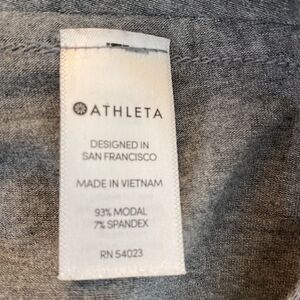 ATHLETA
DESIGNED IN
SAN FRANCISCO
MADE IN VIETNAM
93% MODAL
7% SPANDEX
RN 54023